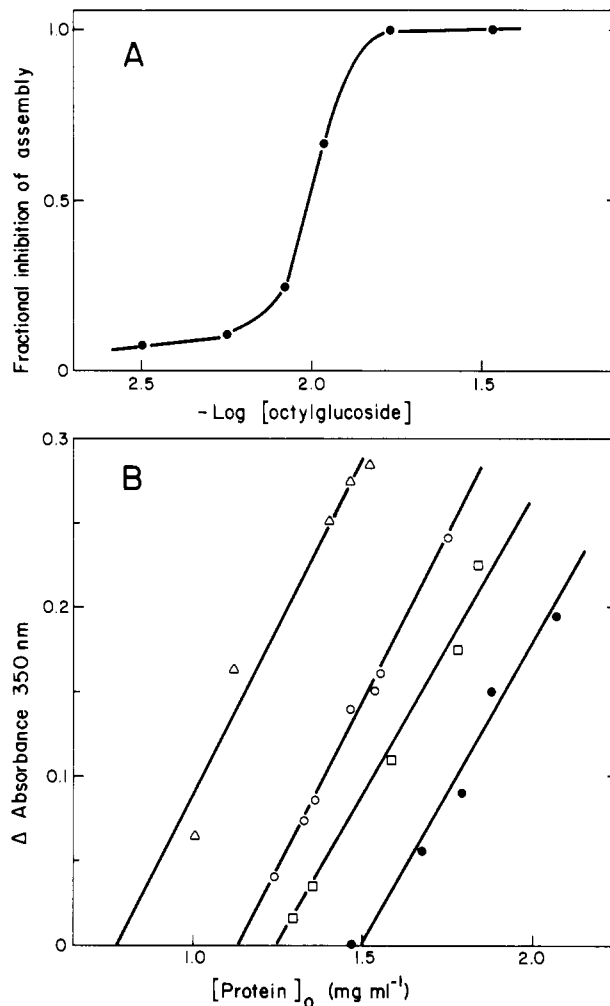 A
Fractional inhibition of assembly
1.0
0.5
0
2.5
2.0
1.5
-Log [octylglucoside]
B
Δ Absorbance 350 nm
0.3
0.2
0.1
0
1.0
1.5
2.0
[Protein]o (mg ml⁻¹)